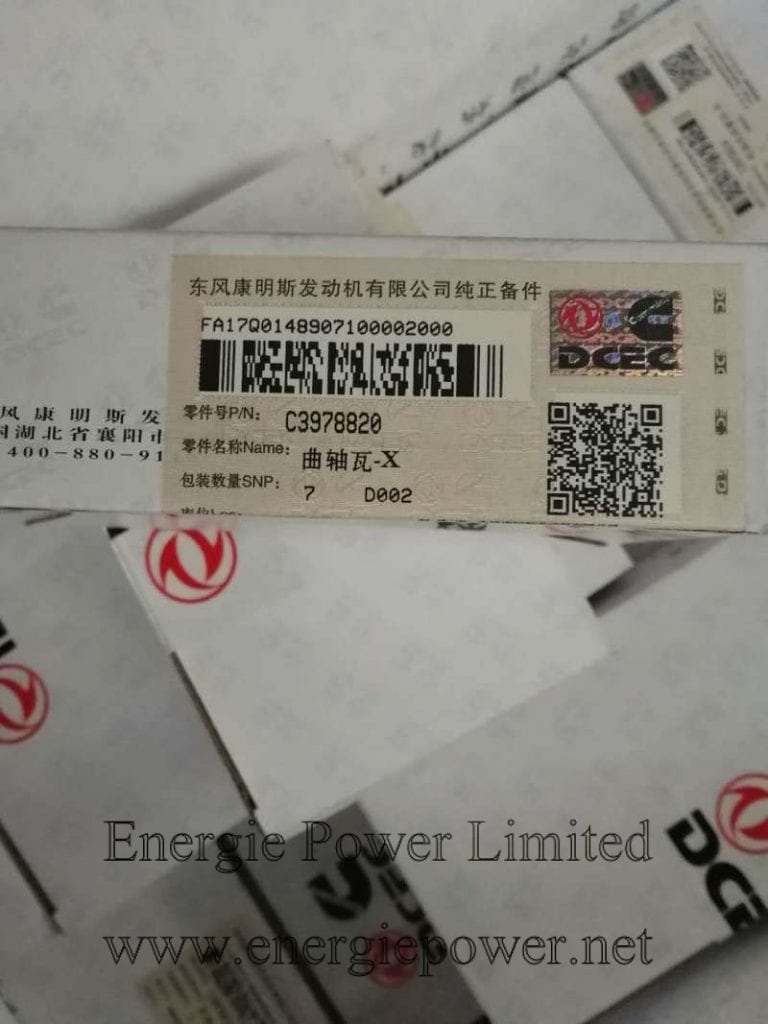 东风康明斯发动机有限公司纯正备件
FA17Q0148907100002000
DCEC
零件号P/N: C3978820
零件名称Name: 曲轴瓦-X
包装数量SNP: 7 D002
风康明斯发
湖北省襄阳市
400-880-91
DCE
Energie Power Limited
www.energiepower.net